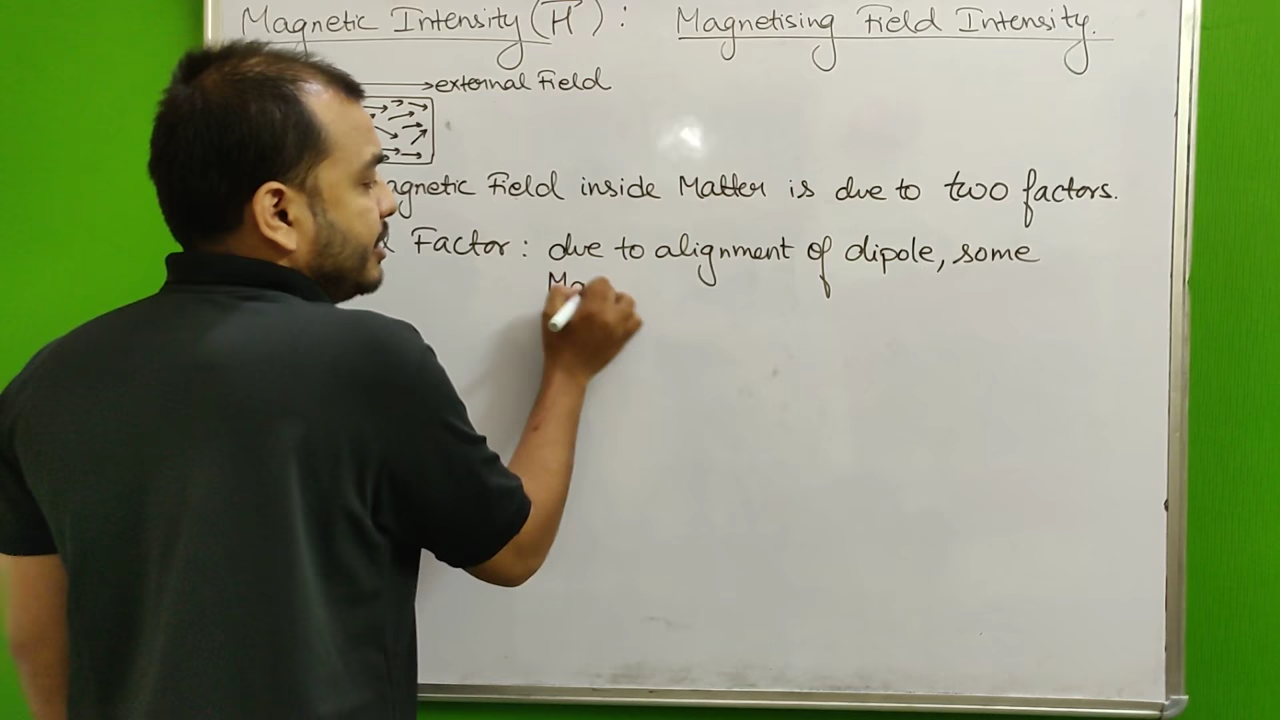 Magnetic Intensity (H) : Magnetising Field Intensity.
external Field
Field inside Matter is due to two factors.
Factor : due to alignment of dipole, some